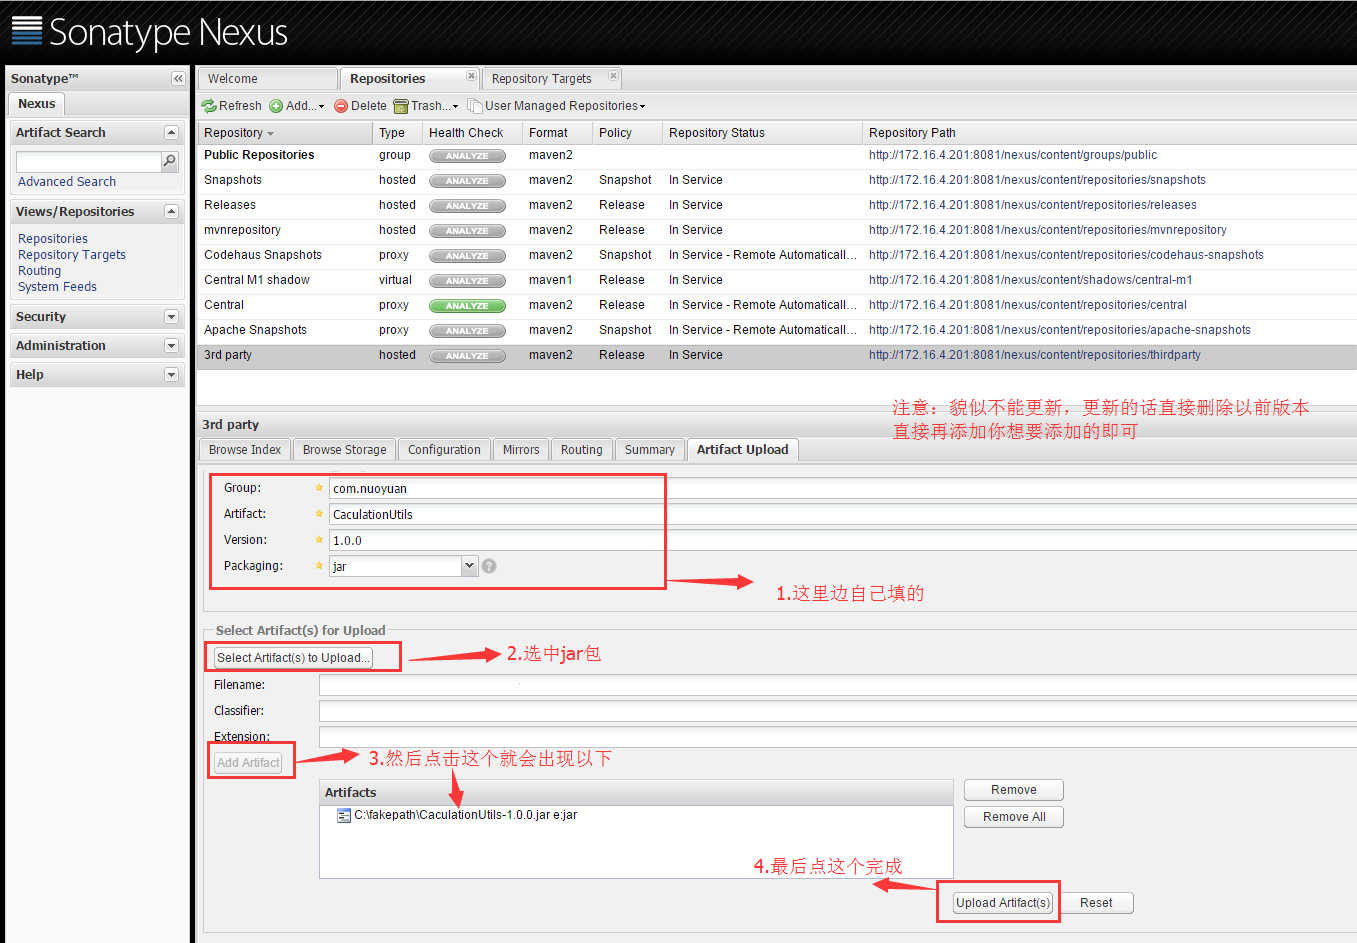 Sonatype Nexus
Sonatype™
Nexus
Artifact Search
Advanced Search
Views/Repositories
Repositories
Repository Targets
Routing
System Feeds
Security
Administration
Help
Welcome Repositories Repository Targets
Refresh Add... Delete Trash... User Managed Repositories
Repository Type Health Check Format Policy Repository Status Repository Path
Public Repositories group ANALYZE maven2 http://172.16.4.201:8081/nexus/content/groups/public
Snapshots hosted ANALYZE maven2 Snapshot In Service http://172.16.4.201:8081/nexus/content/repositories/snapshots
Releases hosted ANALYZE maven2 Release In Service http://172.16.4.201:8081/nexus/content/repositories/releases
mvnrepository hosted ANALYZE maven2 Release In Service http://172.16.4.201:8081/nexus/content/repositories/mvnrepository
Codehaus Snapshots proxy ANALYZE maven2 Snapshot In Service - Remote Automaticall... http://172.16.4.201:8081/nexus/content/repositories/codehaus-snapshots
Central M1 shadow virtual ANALYZE maven1 Release In Service http://172.16.4.201:8081/nexus/content/shadows/central-m1
Central proxy ANALYZE maven2 Release In Service - Remote Automaticall... http://172.16.4.201:8081/nexus/content/repositories/central
Apache Snapshots proxy ANALYZE maven2 Snapshot In Service - Remote Automaticall... http://172.16.4.201:8081/nexus/content/repositories/apache-snapshots
3rd party hosted ANALYZE maven2 Release In Service http://172.16.4.201:8081/nexus/content/repositories/thirdparty
注意：貌似不能更新，更新的话直接删除以前版本
直接再添加你想要添加的即可
3rd party
Browse Index Browse Storage Configuration Mirrors Routing Summary Artifact Upload
Group: com.nuoyuan
Artifact: CaculationUtils
Version: 1.0.0
Packaging: jar
1.这里边自己填的
Select Artifact(s) for Upload
Select Artifact(s) to Upload...
2.选中jar包
Filename:
Classifier:
Extension:
Add Artifact
3.然后点击这个就会出现以下
Artifacts
C:\fakepath\CaculationUtils-1.0.0.jar e:jar
Remove
Remove All
4.最后点这个完成
Upload Artifact(s) Reset